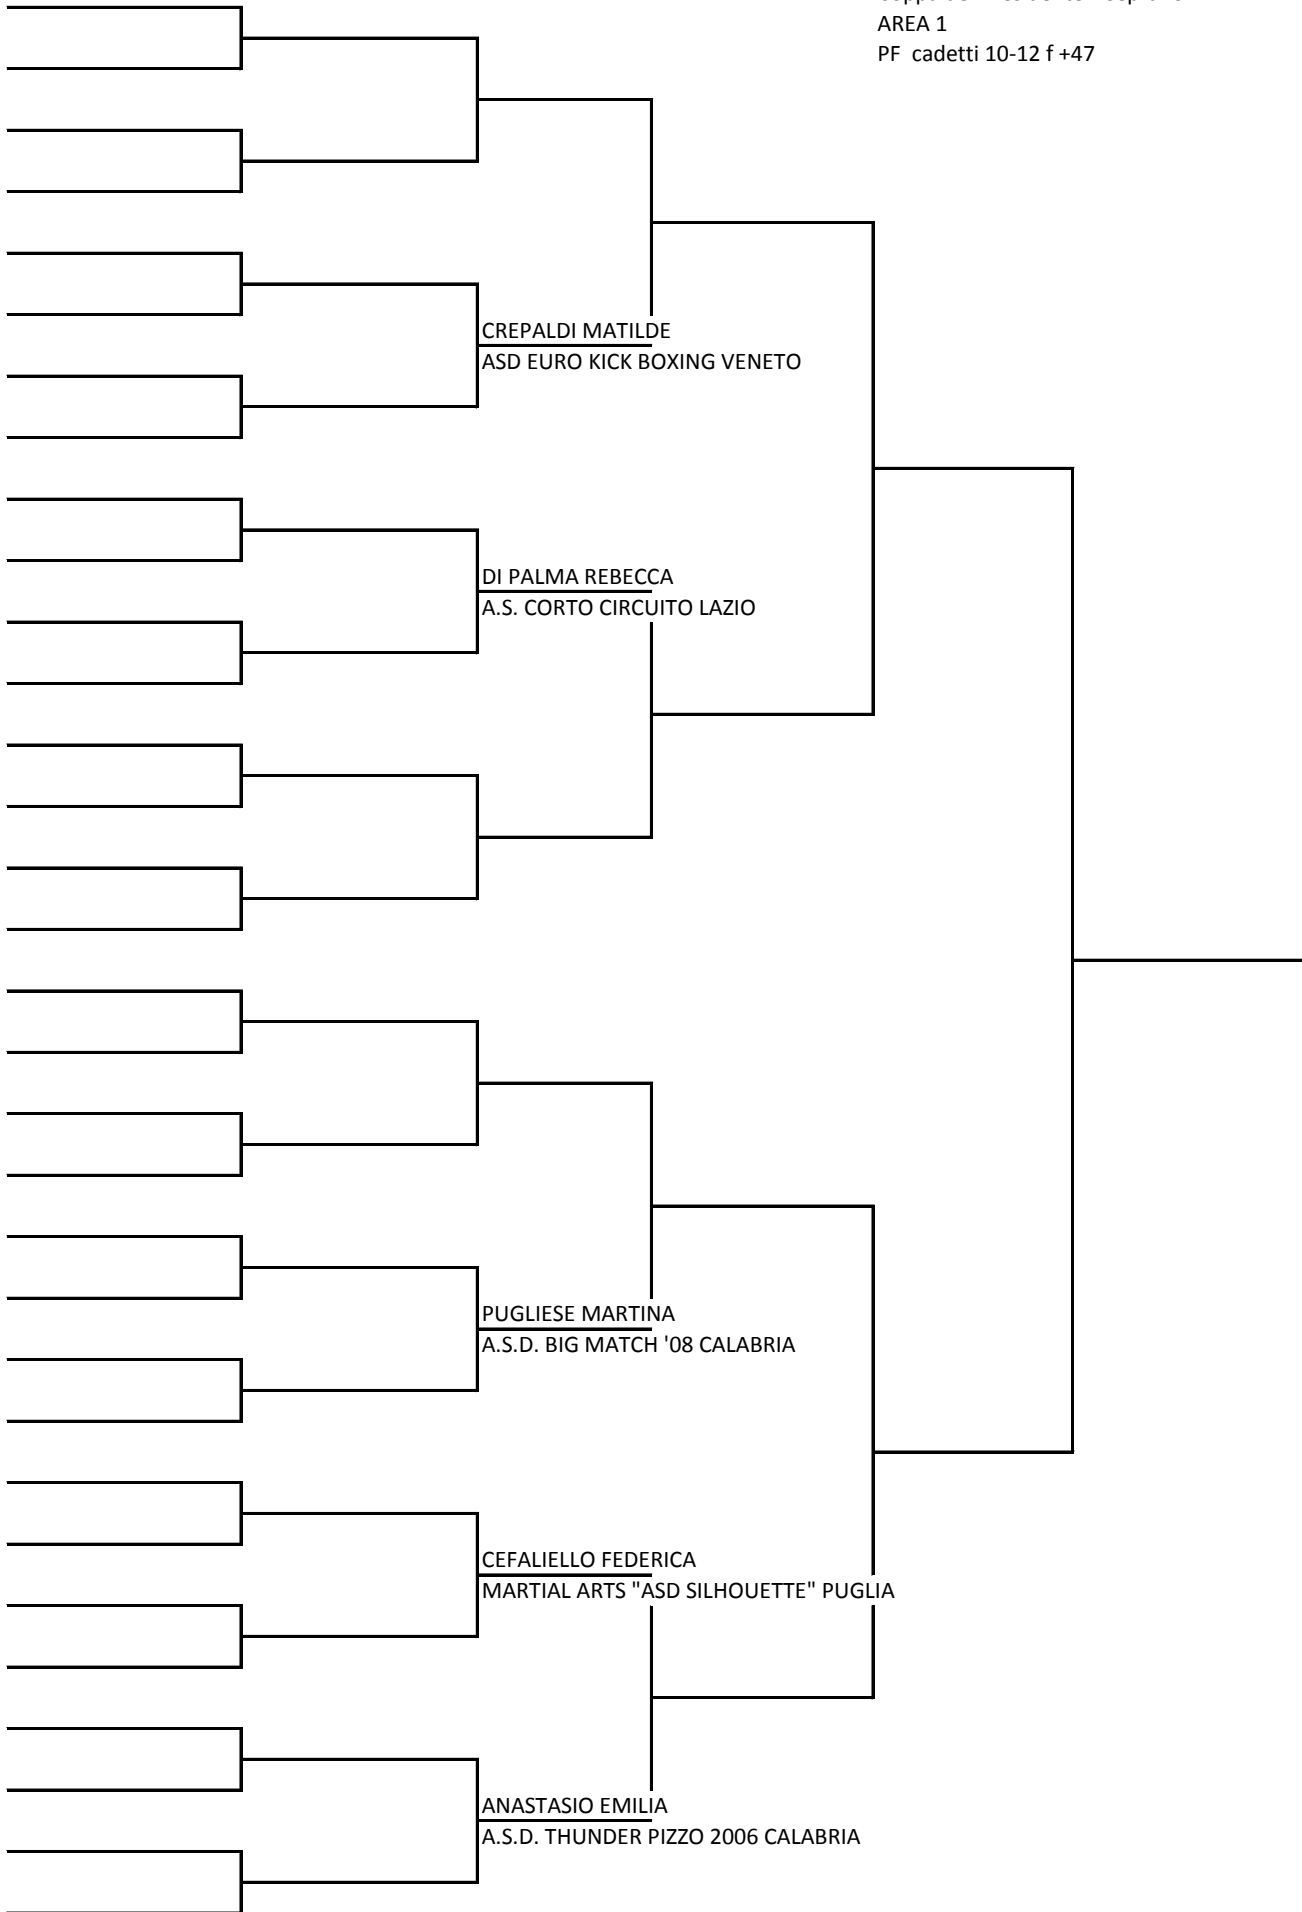 AREA 1
PF cadetti 10-12 f +47
CREPALDI MATILDE
ASD EURO KICK BOXING VENETO
DI PALMA REBECCA
A.S. CORTO CIRCUITO LAZIO
PUGLIESE MARTINA
A.S.D. BIG MATCH '08 CALABRIA
CEFALIELLO FEDERICA
MARTIAL ARTS "ASD SILHOUETTE" PUGLIA
ANASTASIO EMILIA
A.S.D. THUNDER PIZZO 2006 CALABRIA